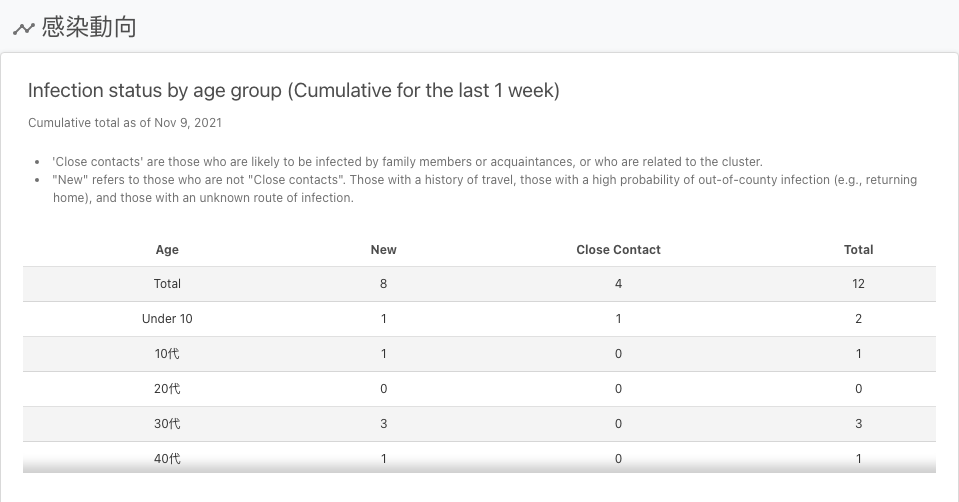 感染動向
Infection status by age group (Cumulative for the last 1 week)
Cumulative total as of Nov 9, 2021
'Close contacts' are those who are likely to be infected by family members or acquaintances, or who are related to the cluster.
"New" refers to those who are not "Close contacts". Those with a history of travel, those with a high probability of out-of-county infection (e.g., returning
home), and those with an unknown route of infection.
Age New Close Contact Total
Total 8 4 12
Under 10 1 1 2
10代 1 0 1
20代 0 0 0
30代 3 0 3
40代 1 0 1